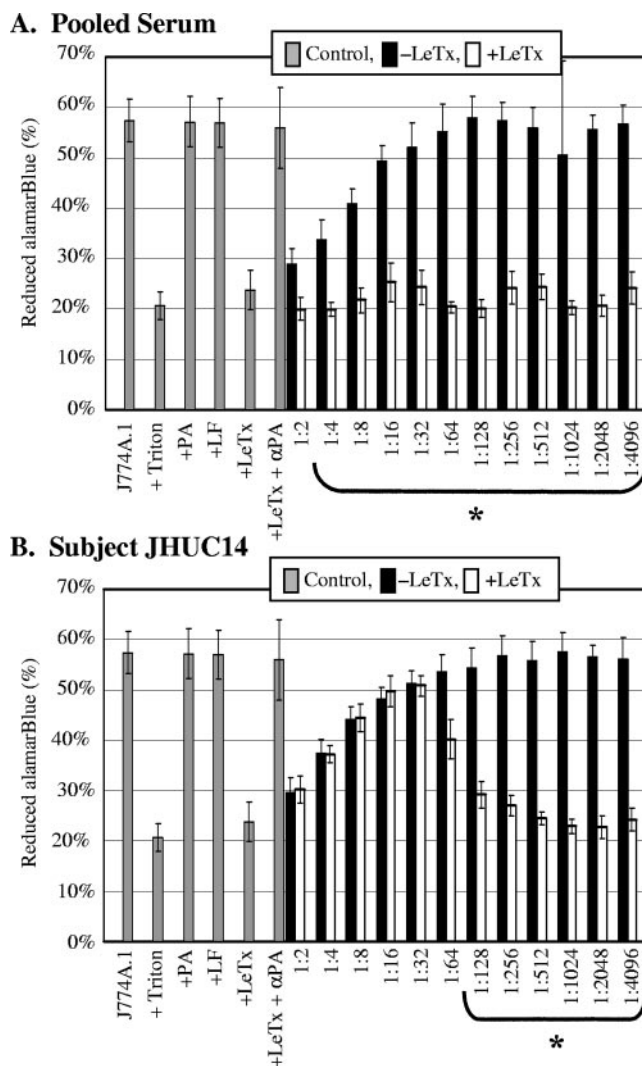 A. Pooled Serum
Control, –LeTx, +LeTx
Reduced alamarBlue (%)
70%
60%
50%
40%
30%
20%
10%
0%
J774A.1
+ Triton
+PA
+LF
+LeTx
+LeTx + αPA
1:2
1:4
1:8
1:16
1:32
1:64
1:128
1:256
1:512
1:1024
1:2048
1:4096
*
B. Subject JHUC14
Control, –LeTx, +LeTx
Reduced alamarBlue (%)
70%
60%
50%
40%
30%
20%
10%
0%
J774A.1
+ Triton
+PA
+LF
+LeTx
+LeTx + αPA
1:2
1:4
1:8
1:16
1:32
1:64
1:128
1:256
1:512
1:1024
1:2048
1:4096
*